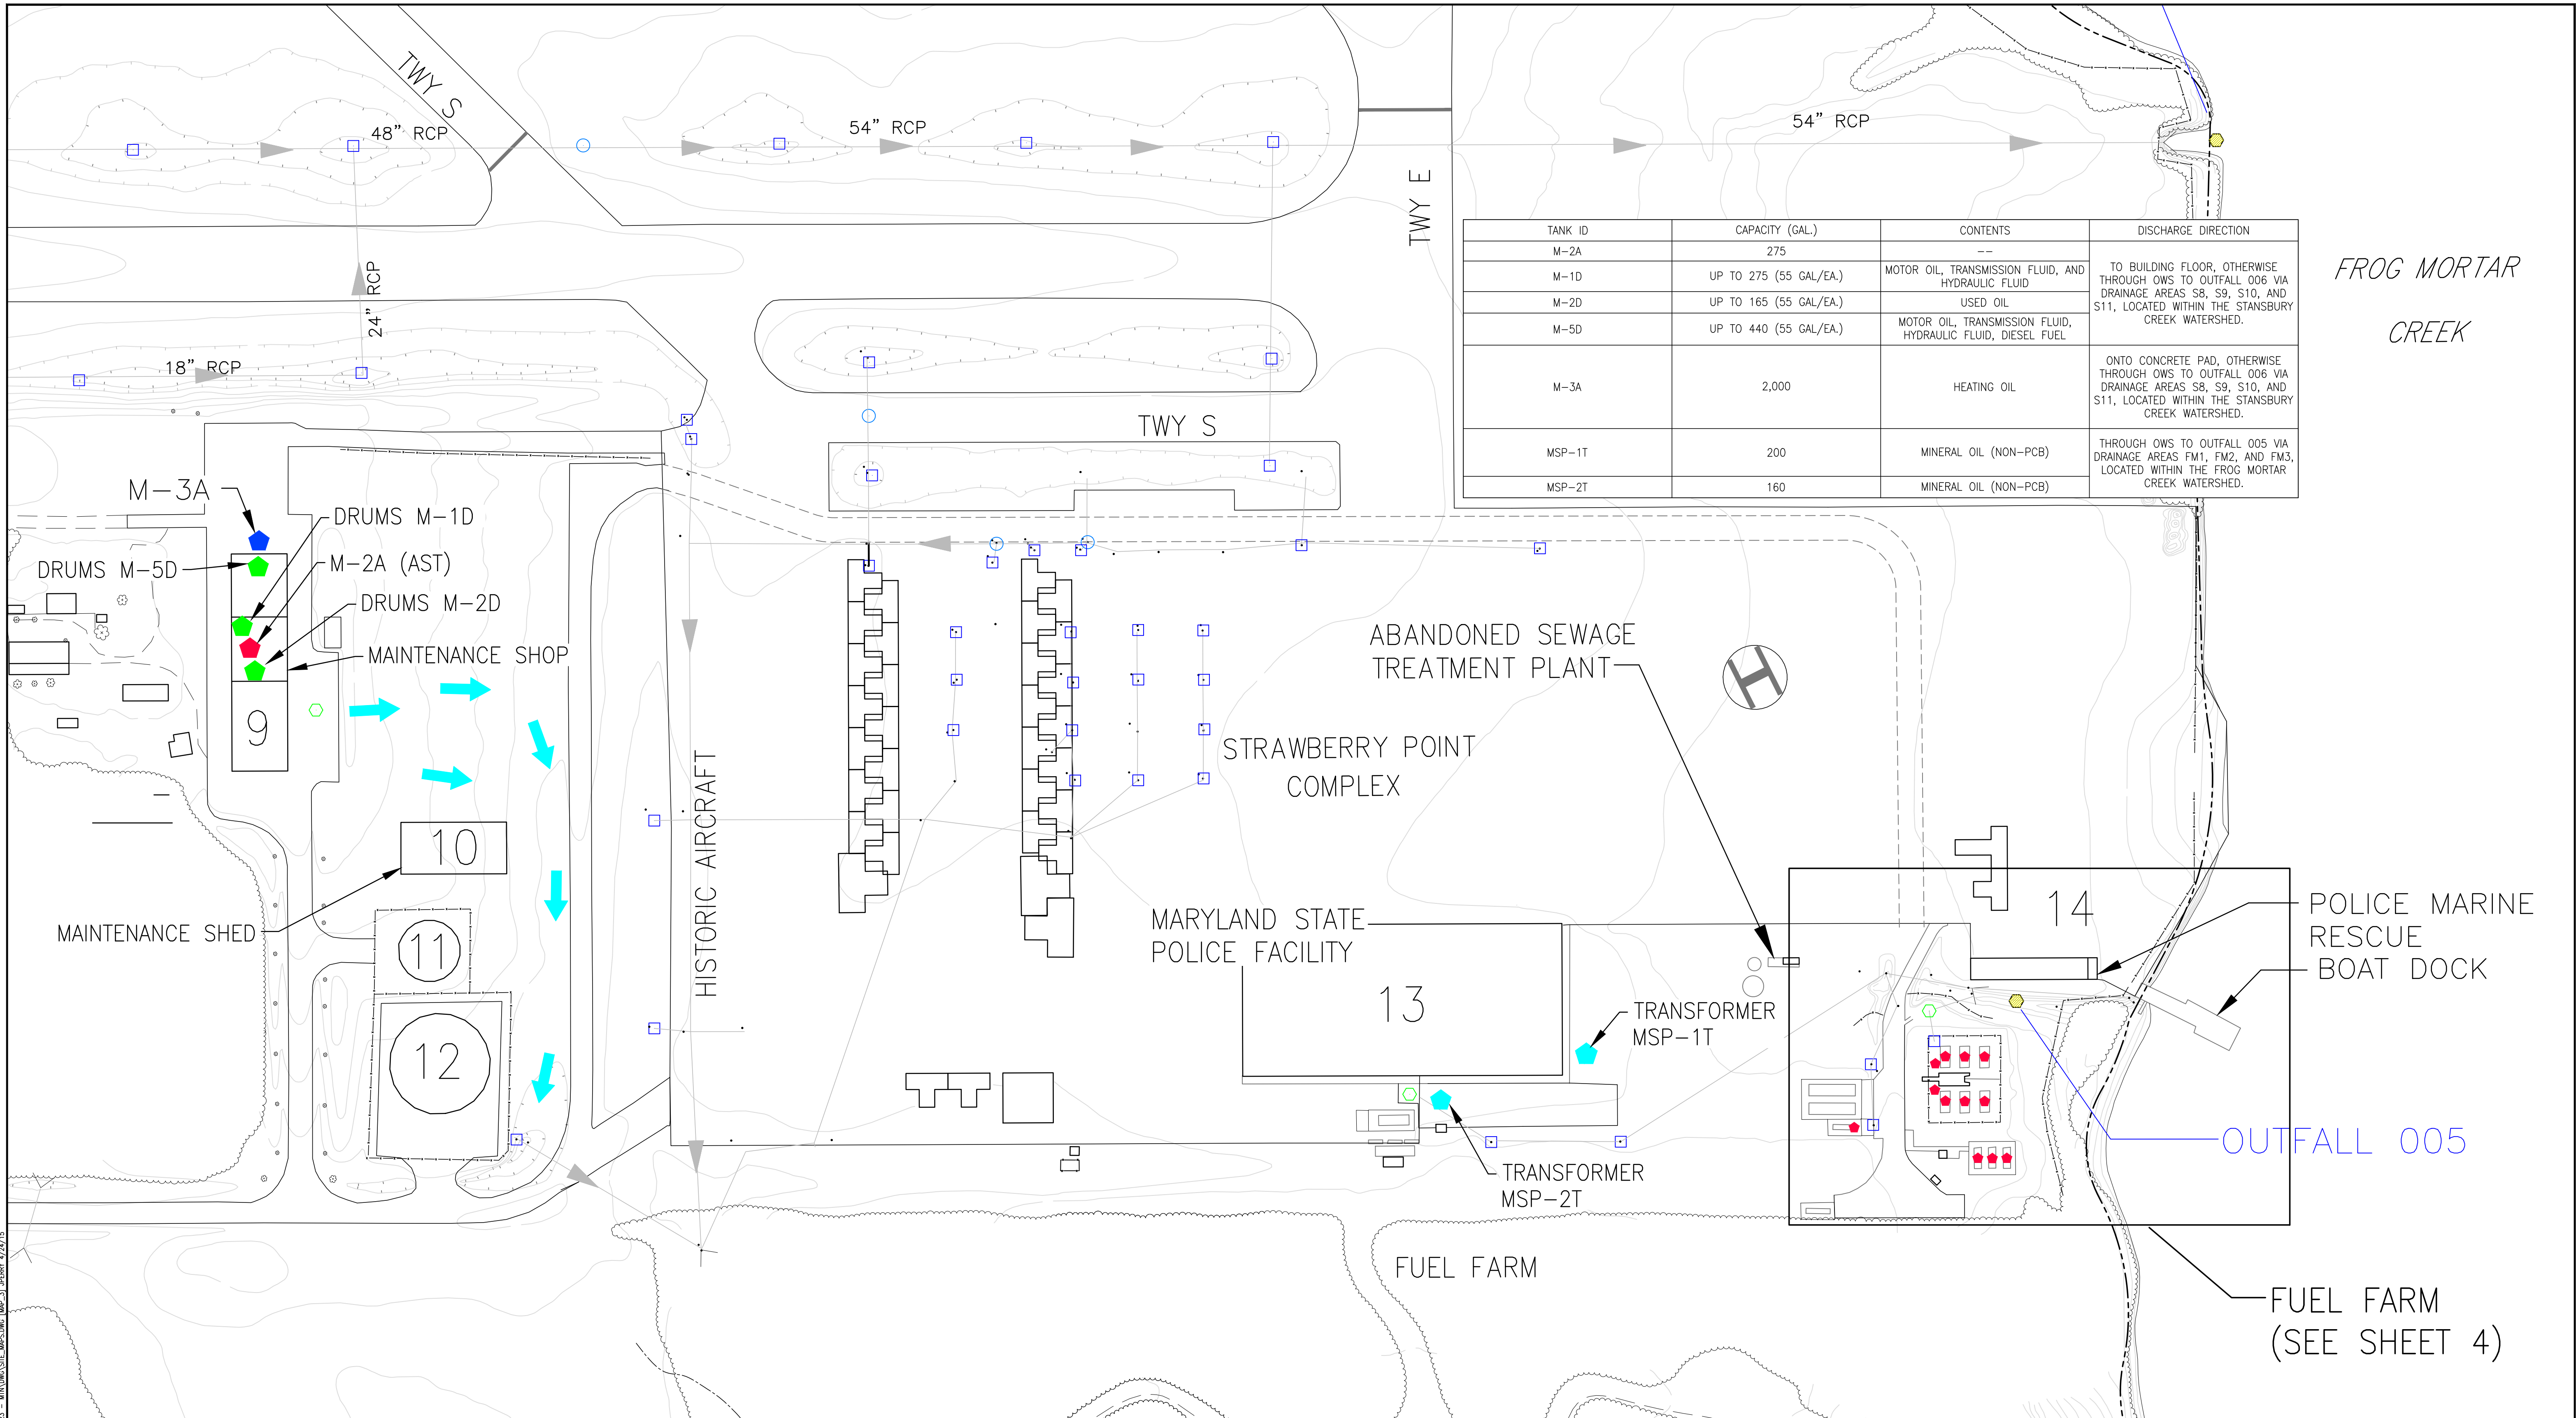 TWY S
48" RCP
54" RCP
54" RCP
TWY E
24" RCP
18" RCP
TANK ID CAPACITY (GAL.) CONTENTS DISCHARGE DIRECTION
M-2A 275 --
M-1D UP TO 275 (55 GAL/EA.) MOTOR OIL, TRANSMISSION FLUID, AND
HYDRAULIC FLUID
M-2D UP TO 165 (55 GAL/EA.) USED OIL
M-5D UP TO 440 (55 GAL/EA.) MOTOR OIL, TRANSMISSION FLUID,
HYDRAULIC FLUID, DIESEL FUEL
TO BUILDING FLOOR, OTHERWISE
THROUGH OWS TO OUTFALL 006 VIA
DRAINAGE AREAS S8, S9, S10, AND
S11, LOCATED WITHIN THE STANSBURY
CREEK WATERSHED.
M-3A 2,000 HEATING OIL
ONTO CONCRETE PAD, OTHERWISE
THROUGH OWS TO OUTFALL 006 VIA
DRAINAGE AREAS S8, S9, S10, AND
S11, LOCATED WITHIN THE STANSBURY
CREEK WATERSHED.
MSP-1T 200 MINERAL OIL (NON-PCB)
MSP-2T 160 MINERAL OIL (NON-PCB)
THROUGH OWS TO OUTFALL 005 VIA
DRAINAGE AREAS FM1, FM2, AND FM3,
LOCATED WITHIN THE FROG MORTAR
CREEK WATERSHED.
FROG MORTAR
CREEK
TWY S
M-3A
DRUMS M-1D
DRUMS M-5D
M-2A (AST)
DRUMS M-2D
MAINTENANCE SHOP
9
10
MAINTENANCE SHED
11
12
HISTORIC AIRCRAFT
STRAWBERRY POINT
COMPLEX
ABANDONED SEWAGE
TREATMENT PLANT
H
MARYLAND STATE
POLICE FACILITY
13
TRANSFORMER
MSP-1T
TRANSFORMER
MSP-2T
14
POLICE MARINE
RESCUE
BOAT DOCK
OUTFALL 005
FUEL FARM
FUEL FARM
(SEE SHEET 4)